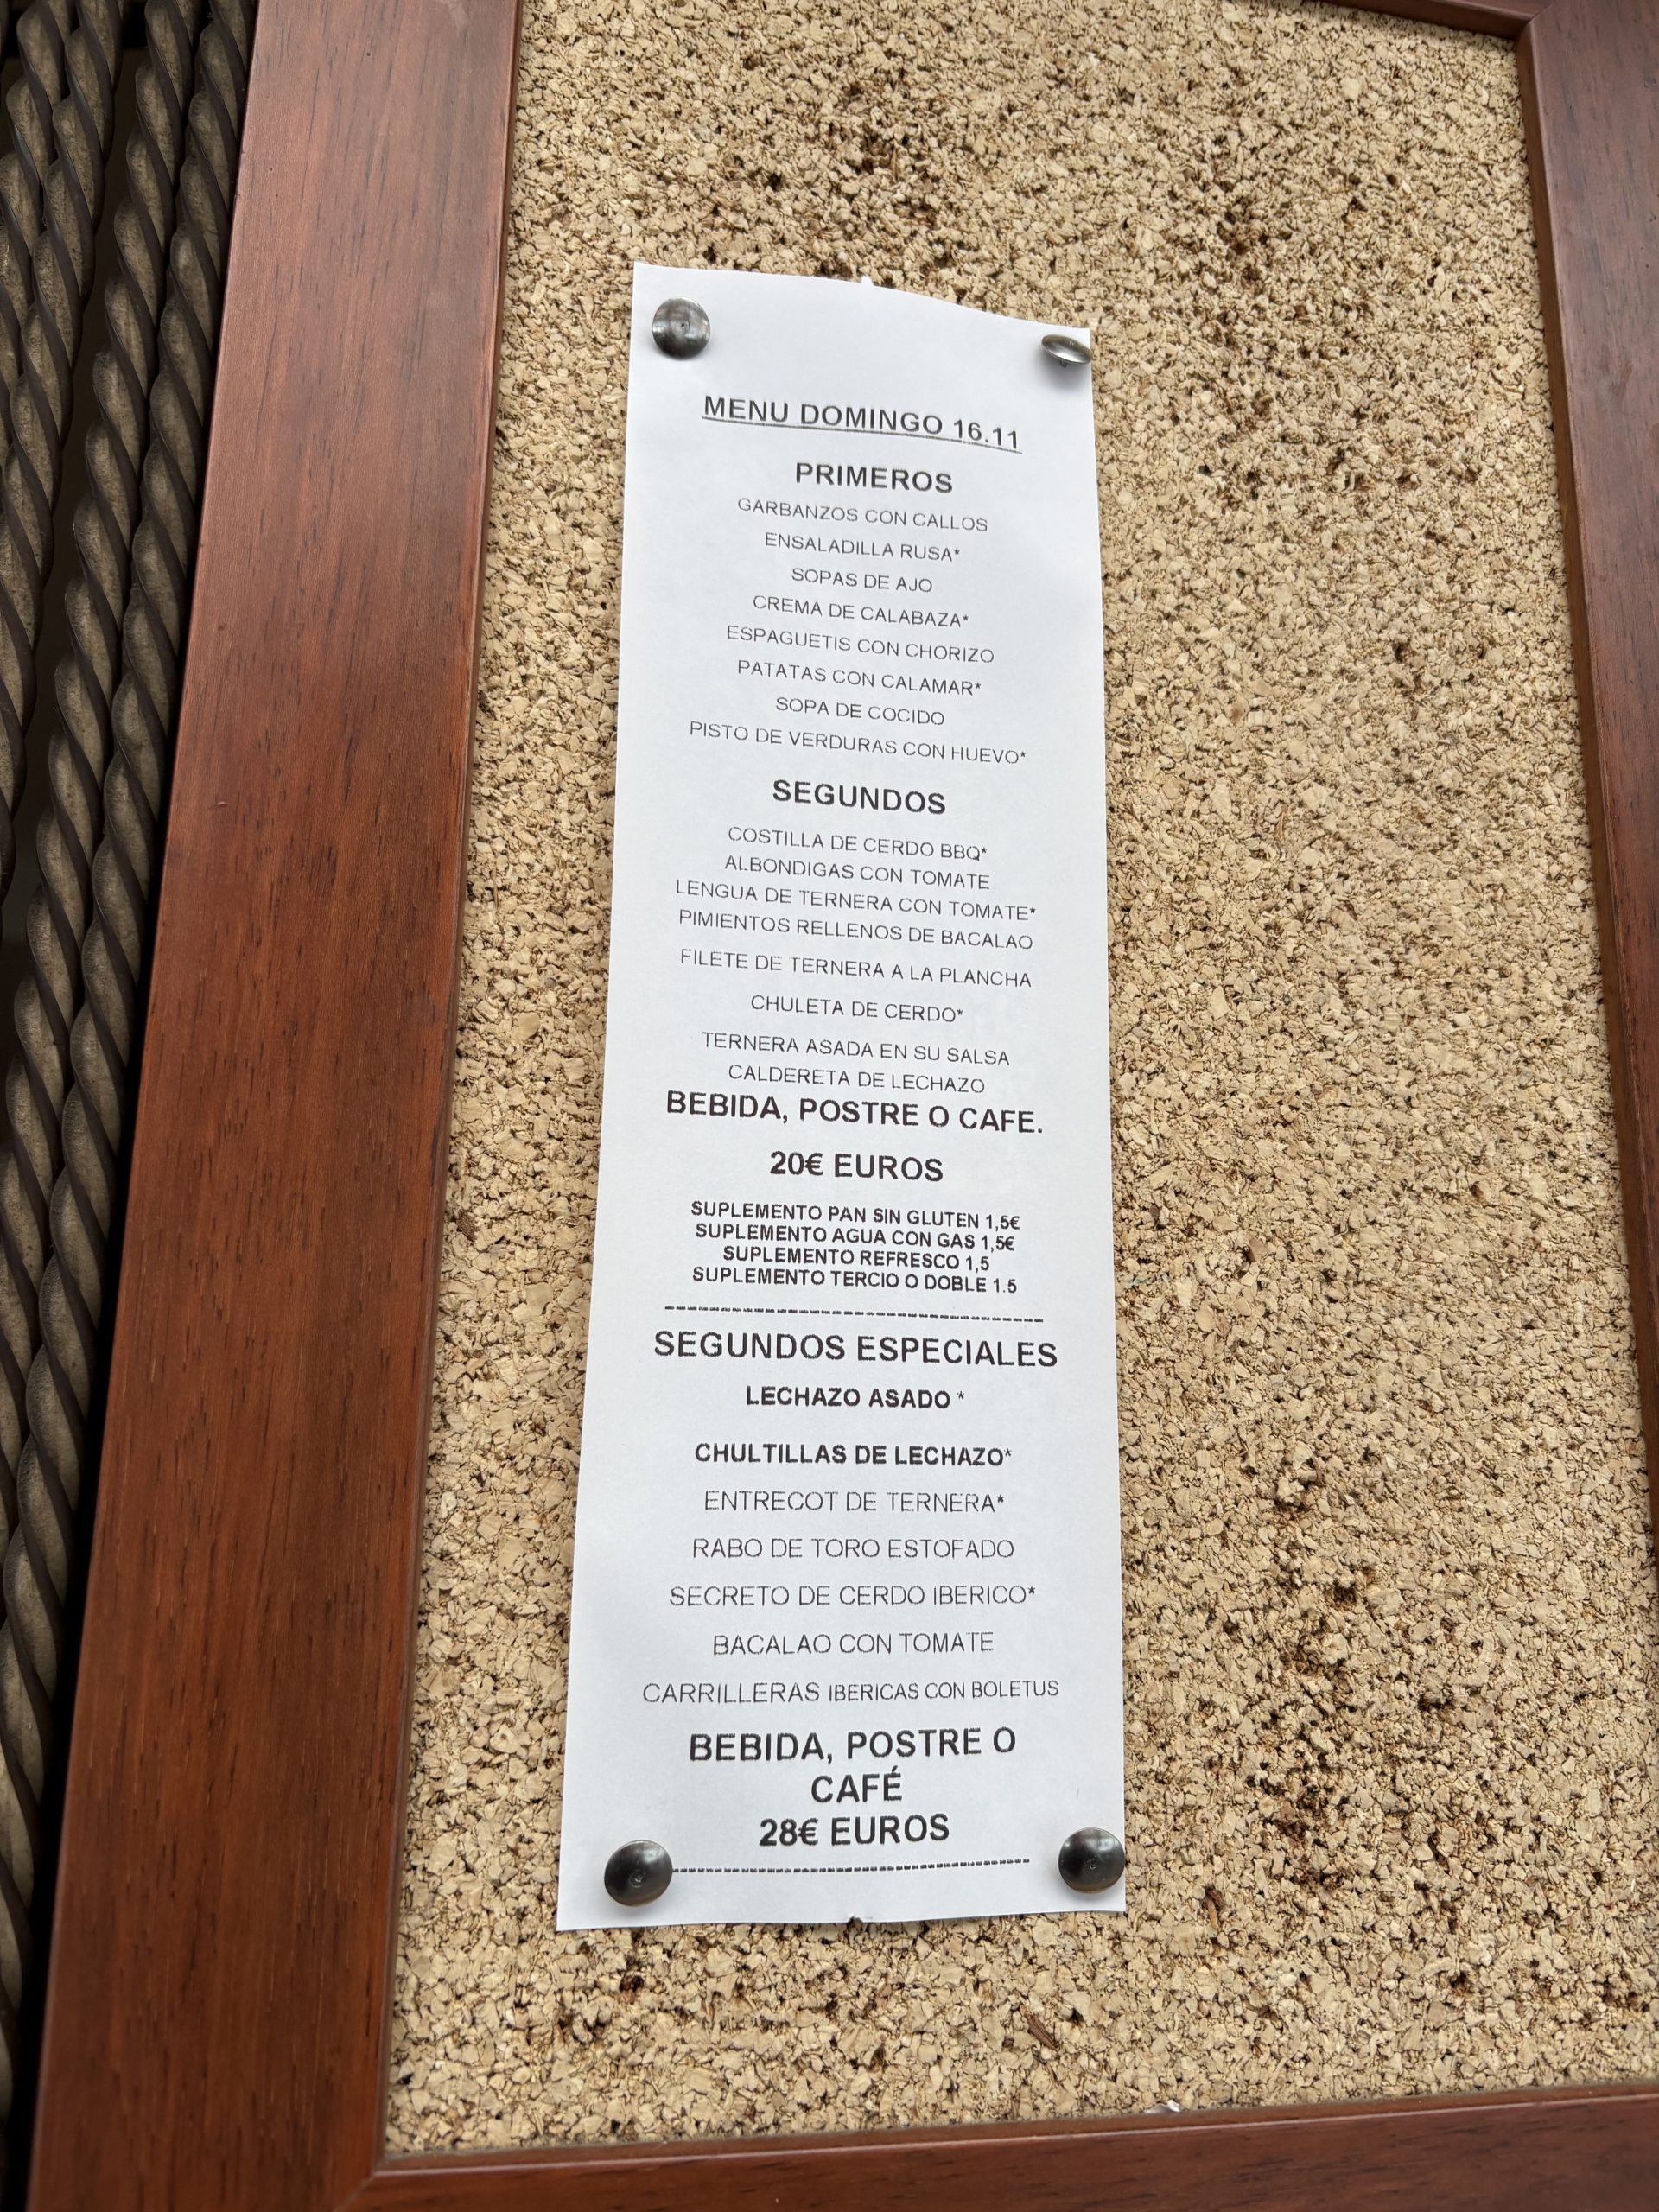 MENU DOMINGO 16.11
PRIMEROS
GARBANZOS CON CALLOS
ENSALADILLA RUSA*
SOPAS DE AJO
CREMA DE CALABAZA*
ESPAGUETIS CON CHORIZO
PATATAS CON CALAMAR*
SOPA DE COCIDO
PISTO DE VERDURAS CON HUEVO*
SEGUNDOS
COSTILLA DE CERDO BBQ*
ALBONDIGAS CON TOMATE
LENGUA DE TERNERA CON TOMATE*
PIMIENTOS RELLENOS DE BACALAO
FILETE DE TERNERA A LA PLANCHA
CHULETA DE CERDO*
TERNERA ASADA EN SU SALSA
CALDERETA DE LECHAZO
BEBIDA, POSTRE O CAFE.
20€ EUROS
SUPLEMENTO PAN SIN GLUTEN 1,5€
SUPLEMENTO AGUA CON GAS 1,5€
SUPLEMENTO REFRESCO 1,5
SUPLEMENTO TERCIO O DOBLE 1.5
SEGUNDOS ESPECIALES
LECHAZO ASADO *
CHULTILLAS DE LECHAZO*
ENTRECOT DE TERNERA*
RABO DE TORO ESTOFADO
SECRETO DE CERDO IBERICO*
BACALAO CON TOMATE
CARRILLERAS IBERICAS CON BOLETUS
BEBIDA, POSTRE O
CAFÉ
28€ EUROS